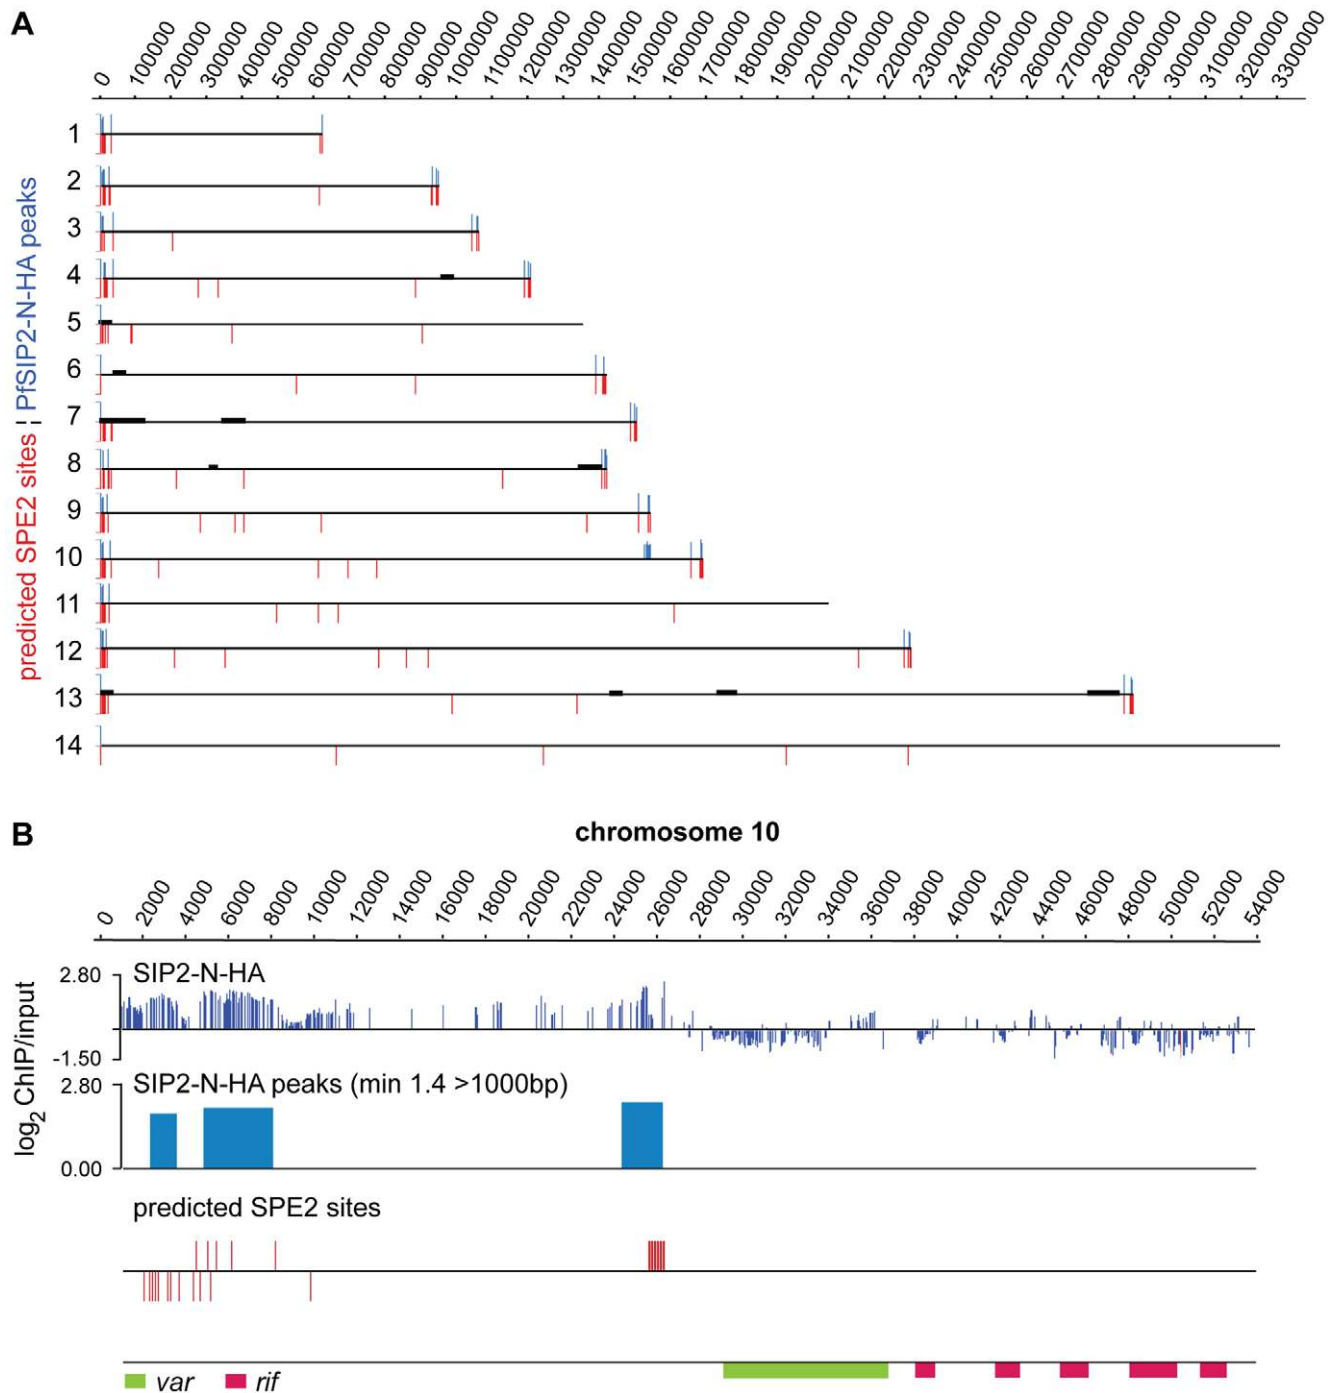 A
0 100000 200000 300000 400000 500000 600000 700000 800000 900000 1000000 1100000 1200000 1300000 1400000 1500000 1600000 1700000 1800000 1900000 2000000 2100000 2200000 2300000 2400000 2500000 2600000 2700000 2800000 2900000 3000000 3100000 3200000 3300000
predicted SPE2 sites ¦ PfSIP2-N-HA peaks
1
2
3
4
5
6
7
8
9
10
11
12
13
14
B
chromosome 10
0 2000 4000 6000 8000 10000 12000 14000 16000 18000 20000 22000 24000 26000 28000 30000 32000 34000 36000 38000 40000 42000 44000 46000 48000 50000 52000 54000
log2 ChIP/input
2.80 SIP2-N-HA
-1.50
2.80 SIP2-N-HA peaks (min 1.4 >1000bp)
0.00
predicted SPE2 sites
var rif